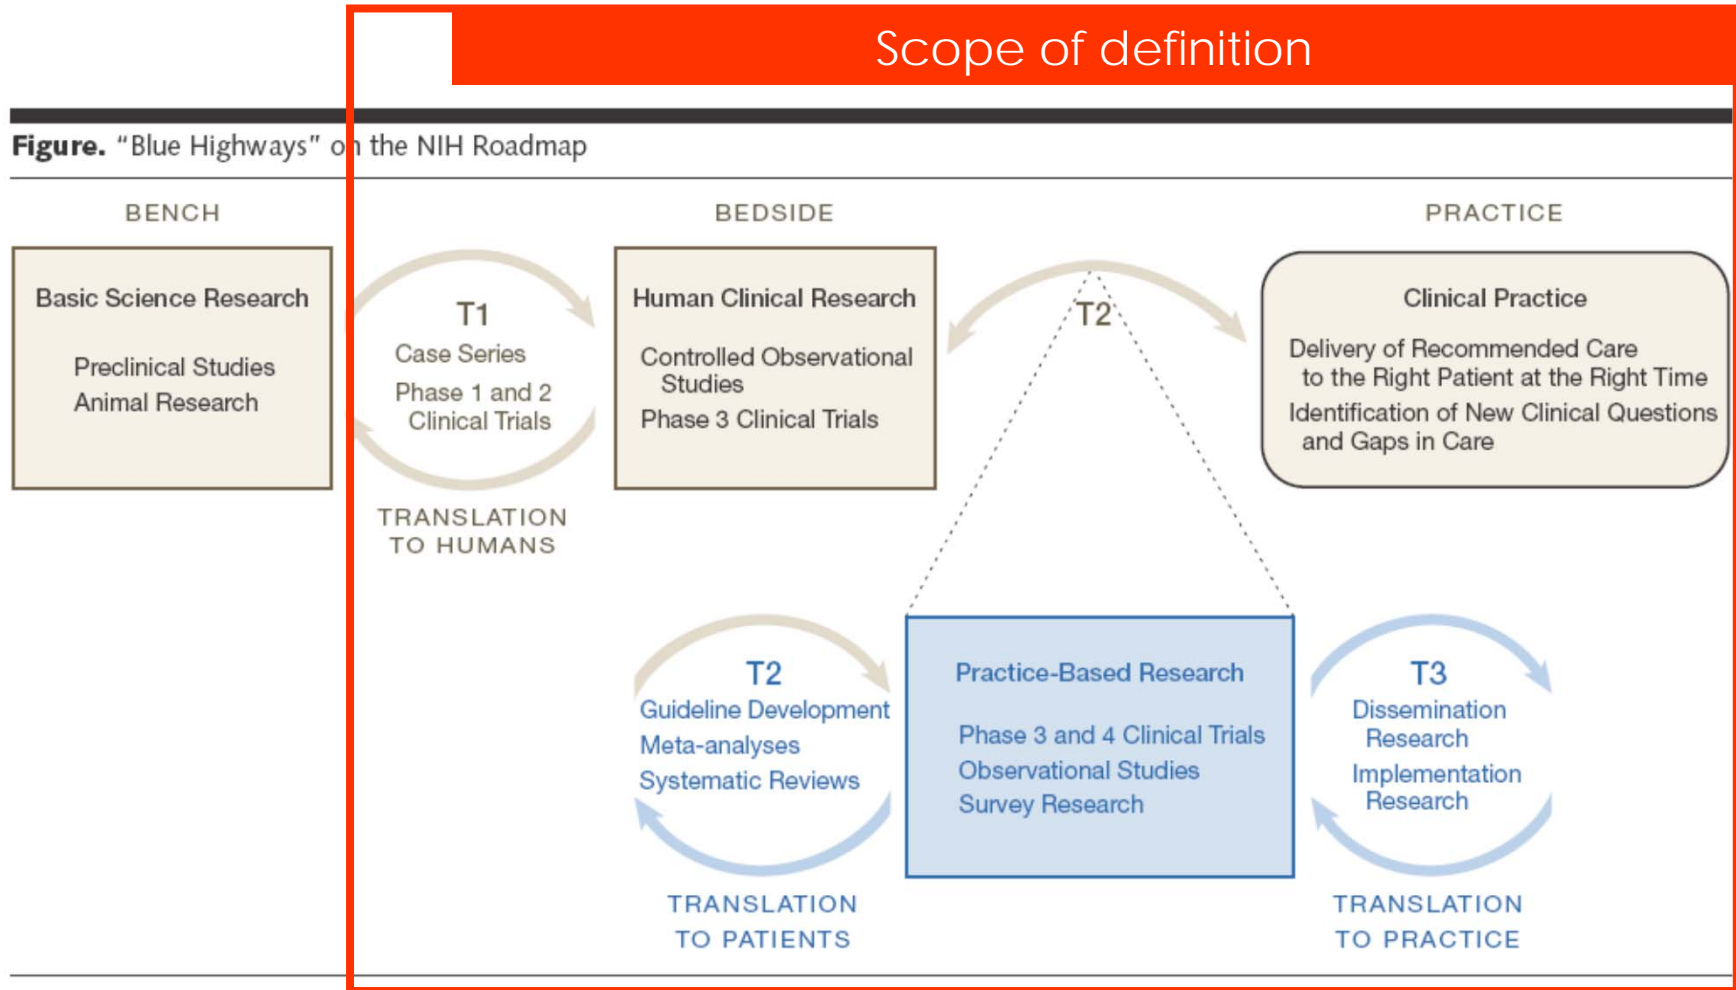 Scope of definition
Figure. “Blue Highways” on the NIH Roadmap
BENCH
BEDSIDE
PRACTICE
Basic Science Research
Preclinical Studies
Animal Research
T1
Case Series
Phase 1 and 2
Clinical Trials
TRANSLATION
TO HUMANS
Human Clinical Research
Controlled Observational
Studies
Phase 3 Clinical Trials
T2
Clinical Practice
Delivery of Recommended Care
to the Right Patient at the Right Time
Identification of New Clinical Questions
and Gaps in Care
T2
Guideline Development
Meta-analyses
Systematic Reviews
TRANSLATION
TO PATIENTS
Practice-Based Research
Phase 3 and 4 Clinical Trials
Observational Studies
Survey Research
T3
Dissemination
Research
Implementation
Research
TRANSLATION
TO PRACTICE